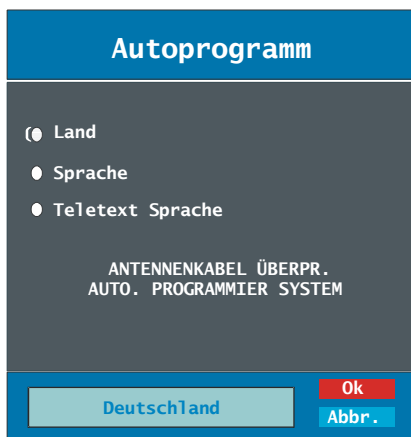 Autoprogramm
Land
Sprache
Teletext Sprache
ANTENNENKABEL ÜBERPR.
AUTO. PROGRAMMIER SYSTEM
Deutschland
Ok
Abbr.